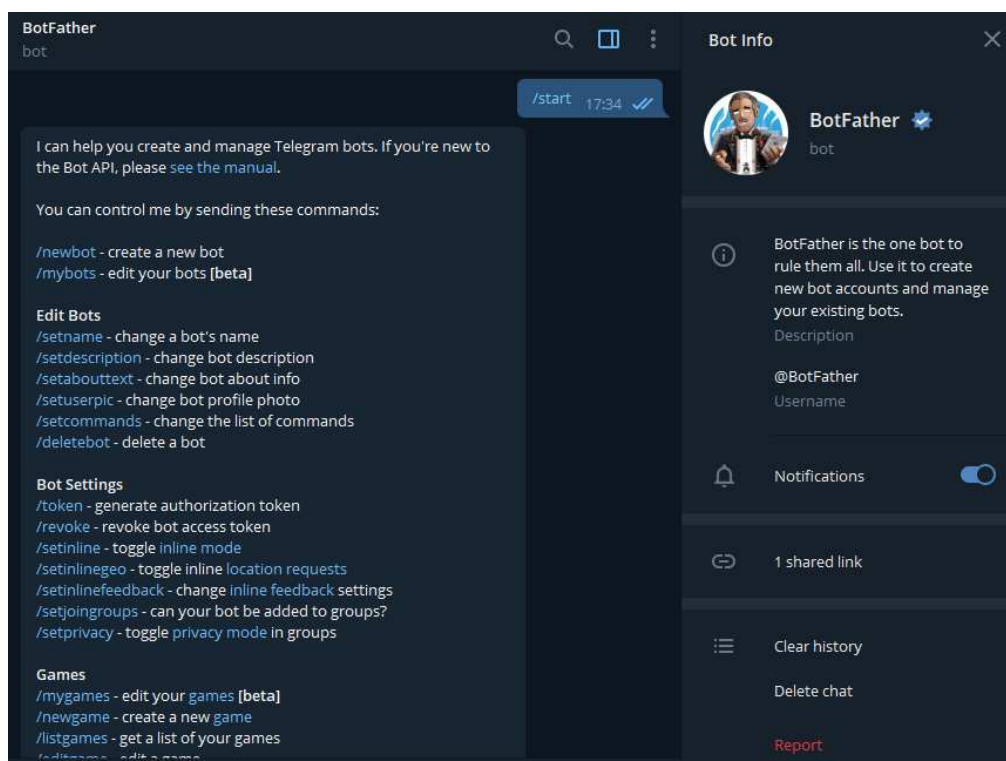 BotFather
bot
/start 17:34
I can help you create and manage Telegram bots. If you're new to
the Bot API, please see the manual.
You can control me by sending these commands:
/newbot - create a new bot
/mybots - edit your bots [beta]
Edit Bots
/setname - change a bot's name
/setdescription - change bot description
/setabouttext - change bot about info
/setuserpic - change bot profile photo
/setcommands - change the list of commands
/deletebot - delete a bot
Bot Settings
/token - generate authorization token
/revoke - revoke bot access token
/setinline - toggle inline mode
/setinlinegeo - toggle inline location requests
/setinlinefeedback - change inline feedback settings
/setjoingroups - can your bot be added to groups?
/setprivacy - toggle privacy mode in groups
Games
/mygames - edit your games [beta]
/newgame - create a new game
/listgames - get a list of your games
/editgame - edit a game
Bot Info
BotFather
bot
BotFather is the one bot to
rule them all. Use it to create
new bot accounts and manage
your existing bots.
Description
@BotFather
Username
Notifications
1 shared link
Clear history
Delete chat
Report